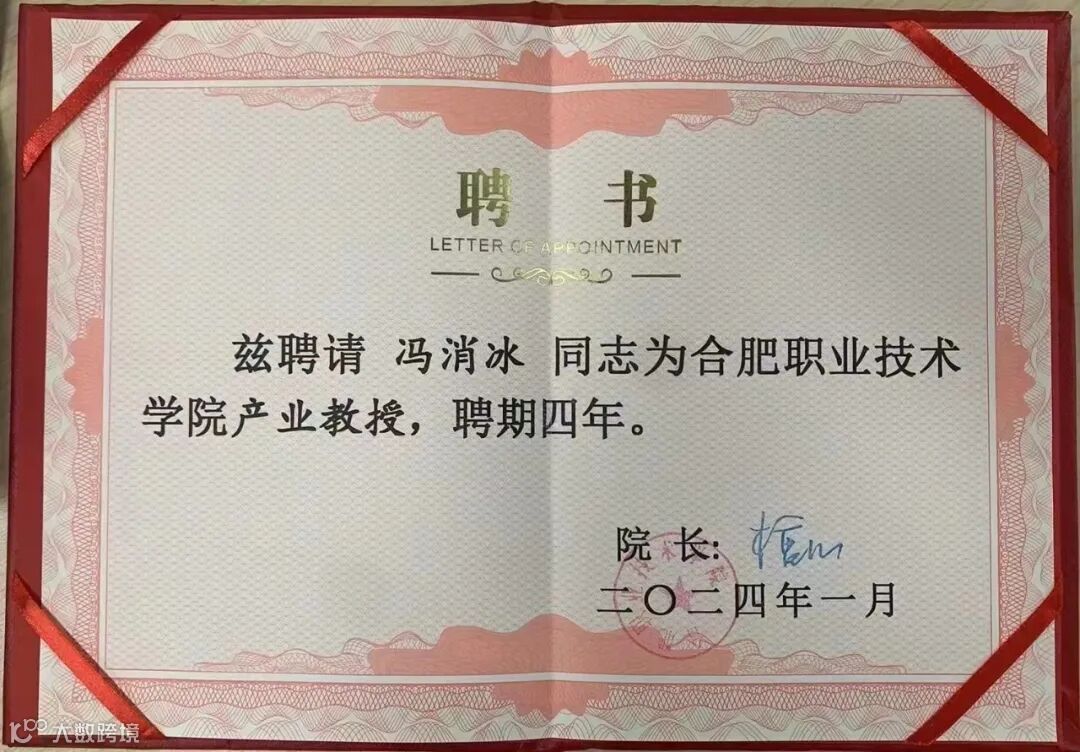 聘 书
LETTER OF APPOINTMENT
兹聘请 冯消冰 同志为合肥职业技术
学院产业教授，聘期四年。
院 长:
二〇二四年一月
大数跨境